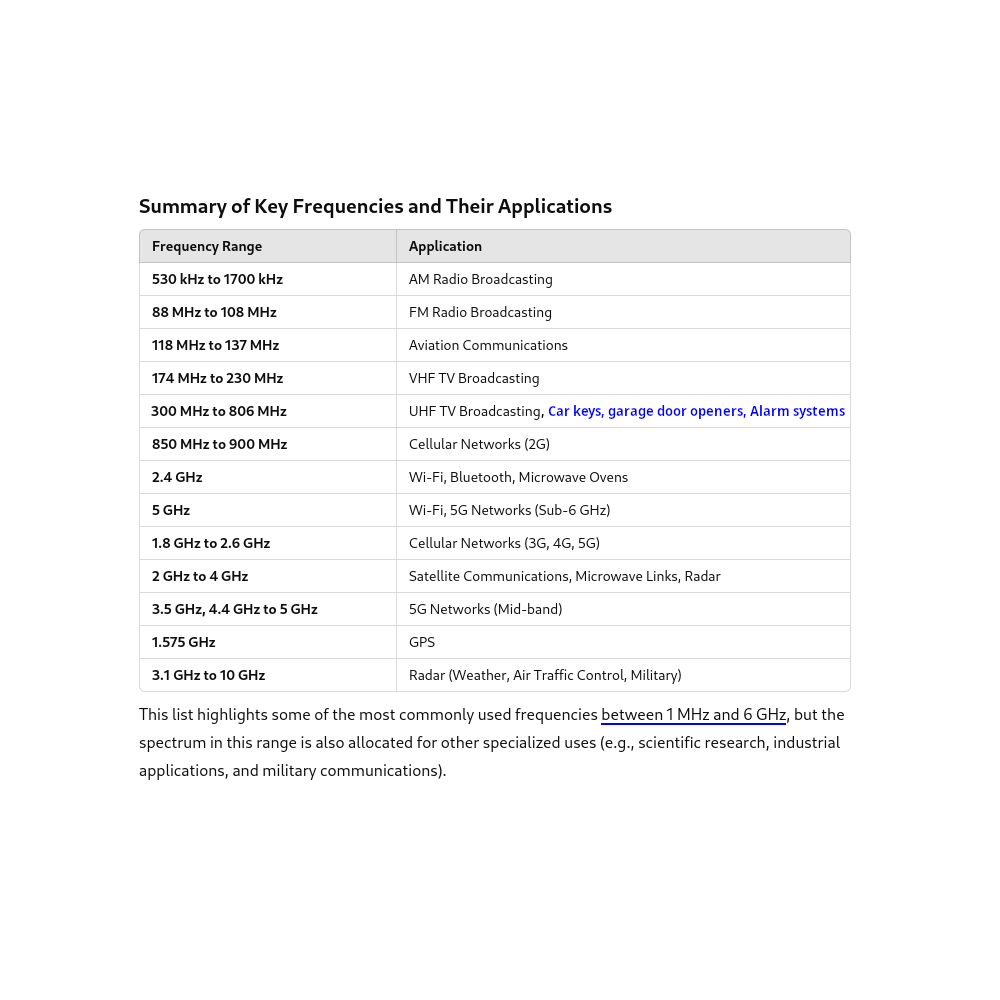 Summary of Key Frequencies and Their Applications
Frequency Range Application
530 kHz to 1700 kHz AM Radio Broadcasting
88 MHz to 108 MHz FM Radio Broadcasting
118 MHz to 137 MHz Aviation Communications
174 MHz to 230 MHz VHF TV Broadcasting
300 MHz to 806 MHz UHF TV Broadcasting, Car keys, garage door openers, Alarm systems
850 MHz to 900 MHz Cellular Networks (2G)
2.4 GHz Wi-Fi, Bluetooth, Microwave Ovens
5 GHz Wi-Fi, 5G Networks (Sub-6 GHz)
1.8 GHz to 2.6 GHz Cellular Networks (3G, 4G, 5G)
2 GHz to 4 GHz Satellite Communications, Microwave Links, Radar
3.5 GHz, 4.4 GHz to 5 GHz 5G Networks (Mid-band)
1.575 GHz GPS
3.1 GHz to 10 GHz Radar (Weather, Air Traffic Control, Military)
This list highlights some of the most commonly used frequencies between 1 MHz and 6 GHz, but the
spectrum in this range is also allocated for other specialized uses (e.g., scientific research, industrial
applications, and military communications).